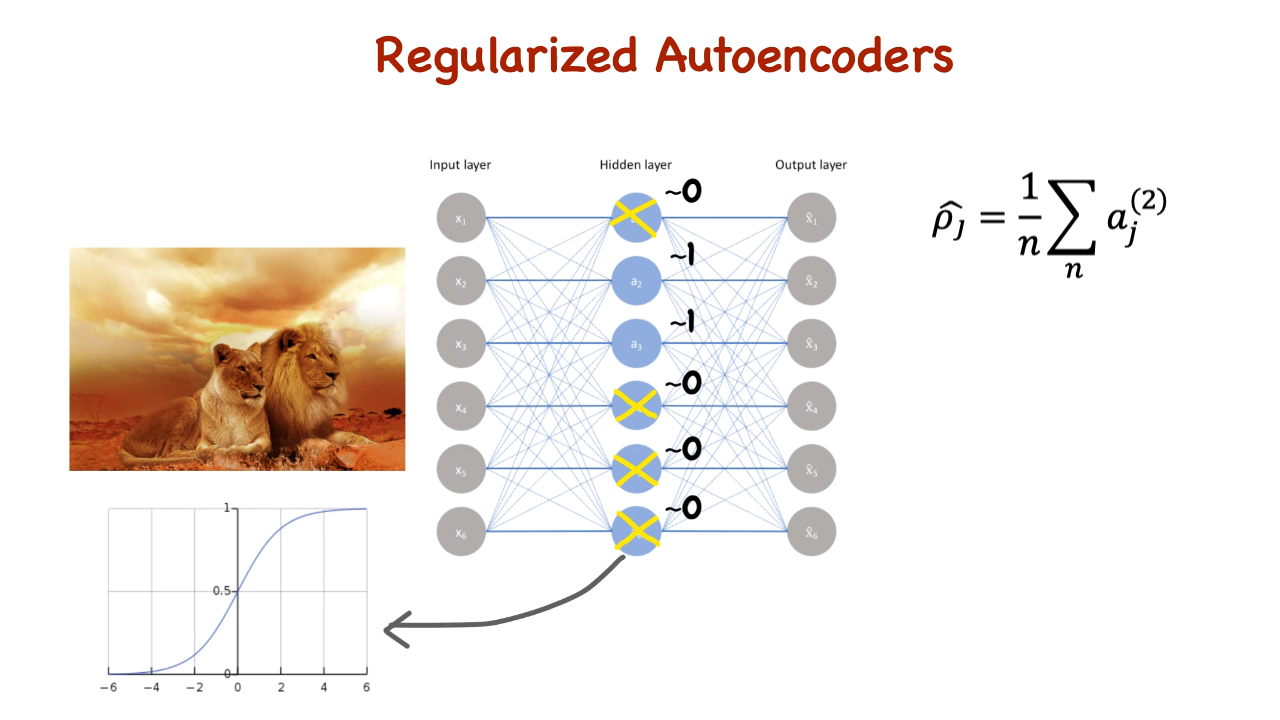 Regularized Autoencoders
Input layer
Hidden layer
Output layer
x₁
~0
x̂₁
x₂
a₂
~1
x̂₂
x₃
a₃
~1
x̂₃
x₄
~0
x̂₄
x₅
~0
x̂₅
x₆
~0
x̂₆
ρ̂ⱼ = 1/n ∑ₙ aⱼ⁽²⁾
1
0.5
0
−6 −4 −2 0 2 4 6